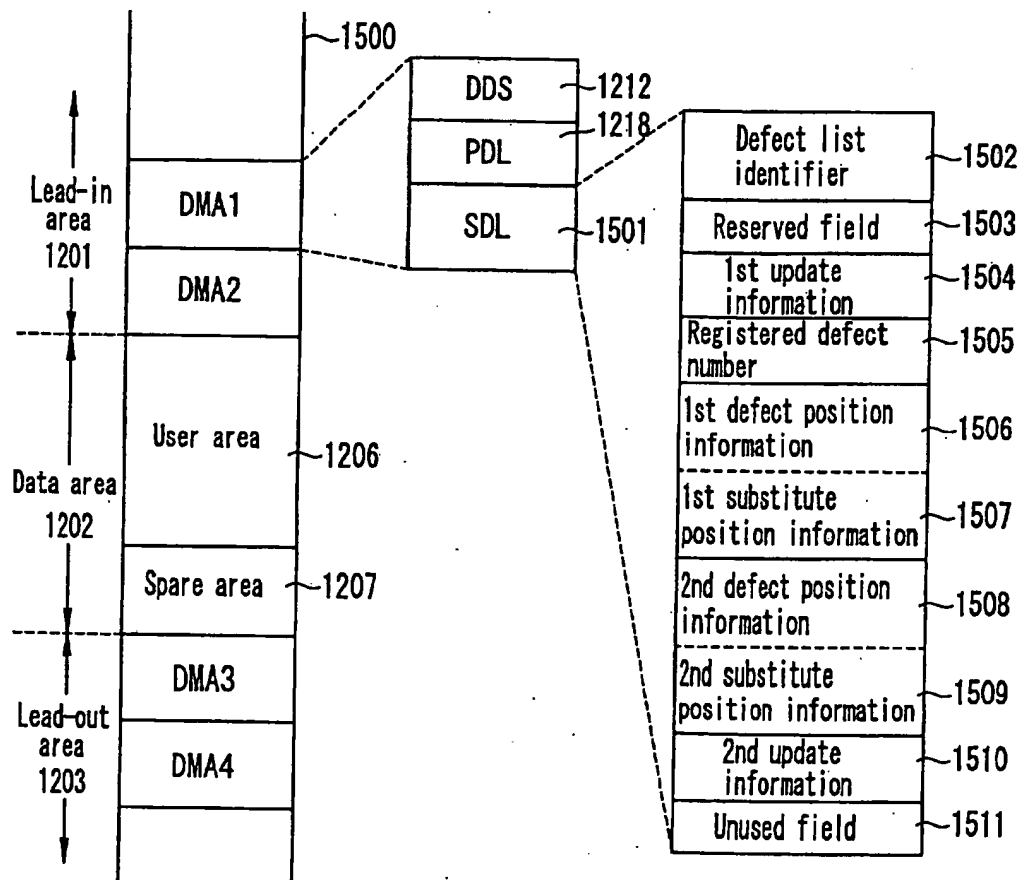 1500
Lead-in
area
1201
DMA1
DMA2
Data area
1202
User area
1206
Spare area
1207
Lead-out
area
1203
DMA3
DMA4
DDS
1212
PDL
1218
SDL
1501
Defect list
identifier
1502
Reserved field
1503
1st update
information
1504
Registered defect
number
1505
1st defect position
information
1506
1st substitute
position information
1507
2nd defect position
information
1508
2nd substitute
position information
1509
2nd update
information
1510
Unused field
1511